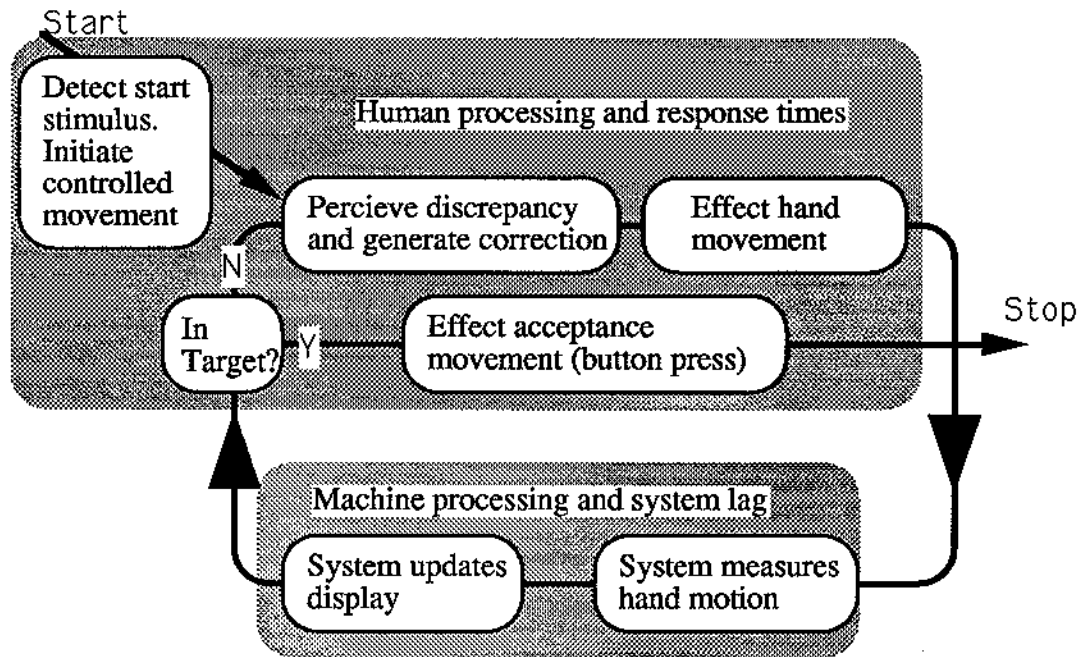 Start
Detect start
stimulus.
Initiate
controlled
movement
Human processing and response times
Percieve discrepancy
and generate correction
Effect hand
movement
N
In
Target?
Y
Effect acceptance
movement (button press)
Stop
Machine processing and system lag
System updates
display
System measures
hand motion